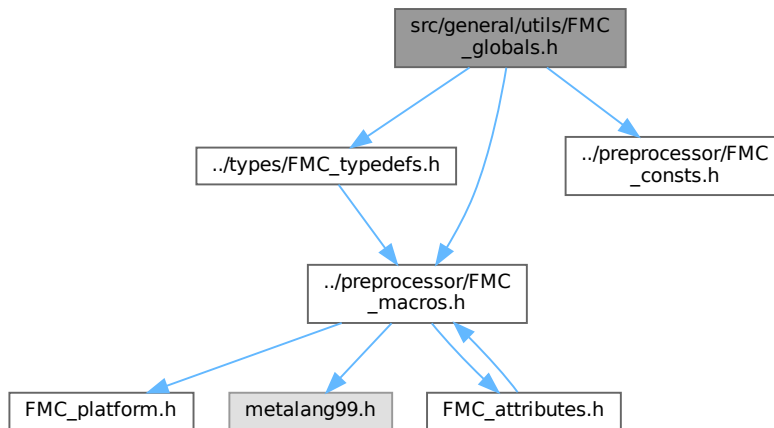 src/general/utils/FMC
_globals.h
../types/FMC_typedefs.h
../preprocessor/FMC
_consts.h
../preprocessor/FMC
_macros.h
FMC_platform.h
metalang99.h
FMC_attributes.h